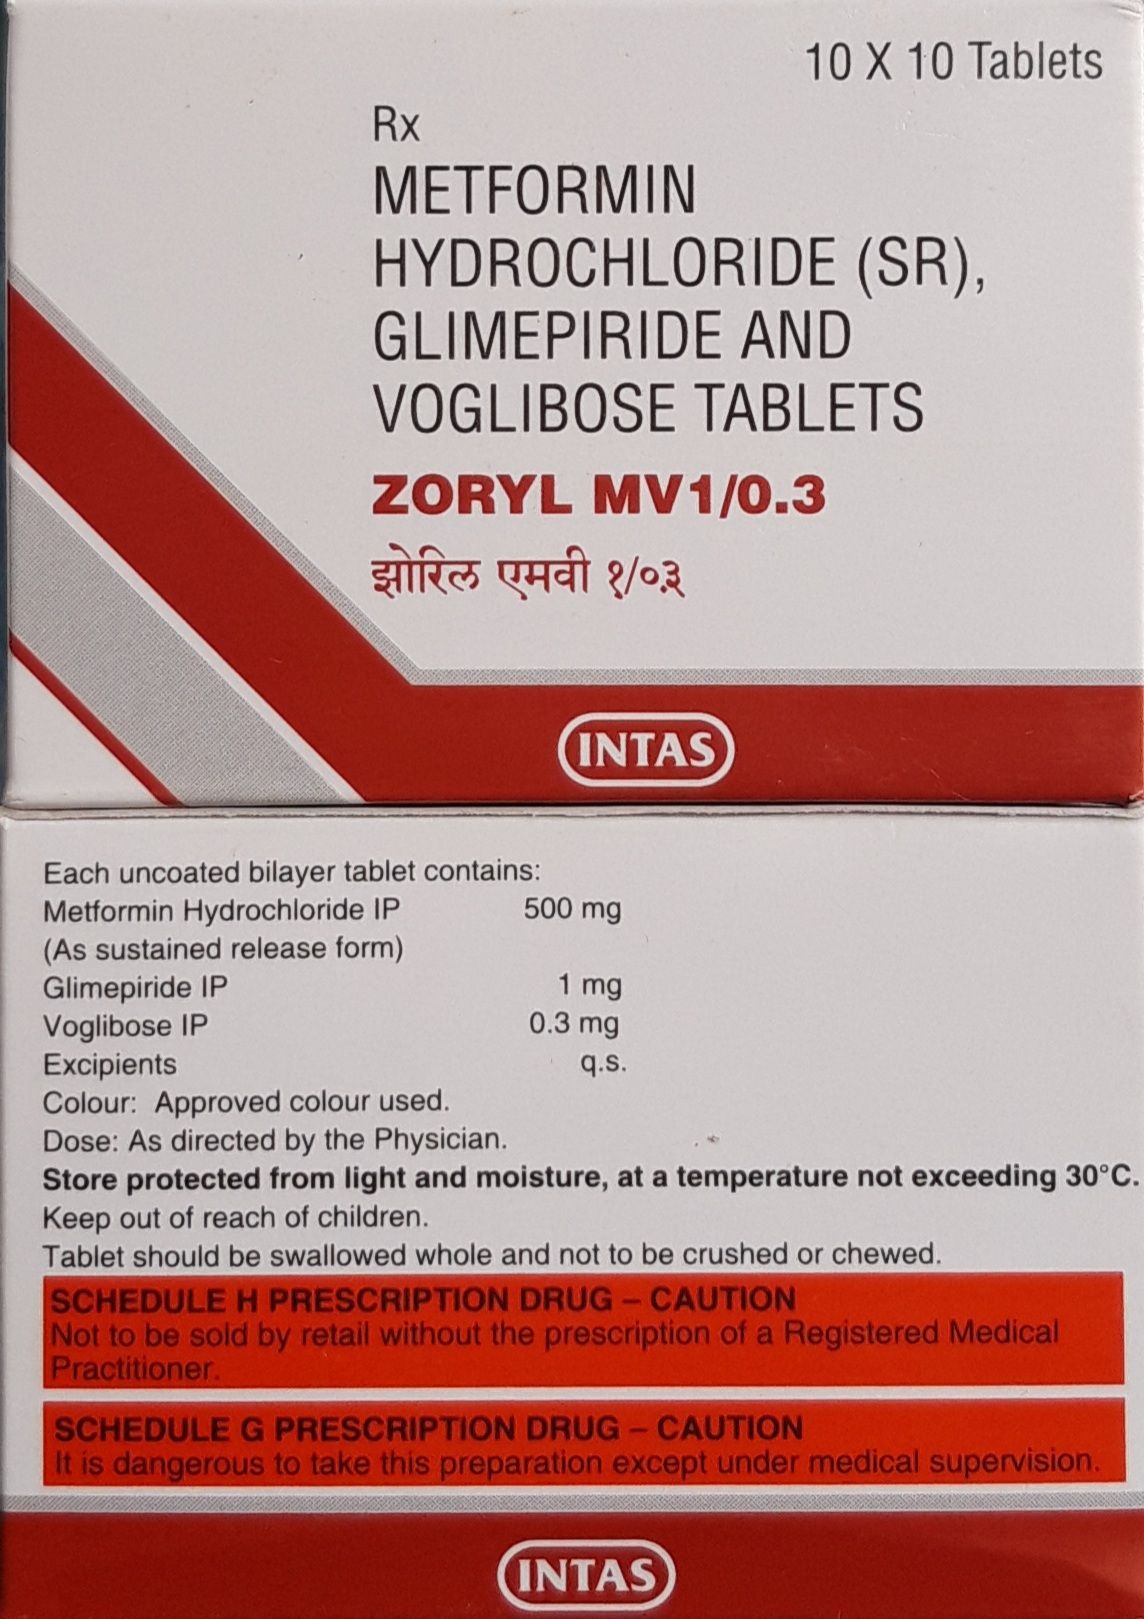 10 X 10 Tablets
Rx
METFORMIN
HYDROCHLORIDE (SR),
GLIMEPIRIDE AND
VOGLIBOSE TABLETS
ZORYL MV1/0.3
झोरिल एमवी १/०.३
INTAS
Each uncoated bilayer tablet contains:
Metformin Hydrochloride IP 500 mg
(As sustained release form)
Glimepiride IP 1 mg
Voglibose IP 0.3 mg
Excipients q.s.
Colour: Approved colour used.
Dose: As directed by the Physician.
Store protected from light and moisture, at a temperature not exceeding 30°C.
Keep out of reach of children.
Tablet should be swallowed whole and not to be crushed or chewed.
SCHEDULE H PRESCRIPTION DRUG – CAUTION
Not to be sold by retail without the prescription of a Registered Medical
Practitioner.
SCHEDULE G PRESCRIPTION DRUG – CAUTION
It is dangerous to take this preparation except under medical supervision.
INTAS